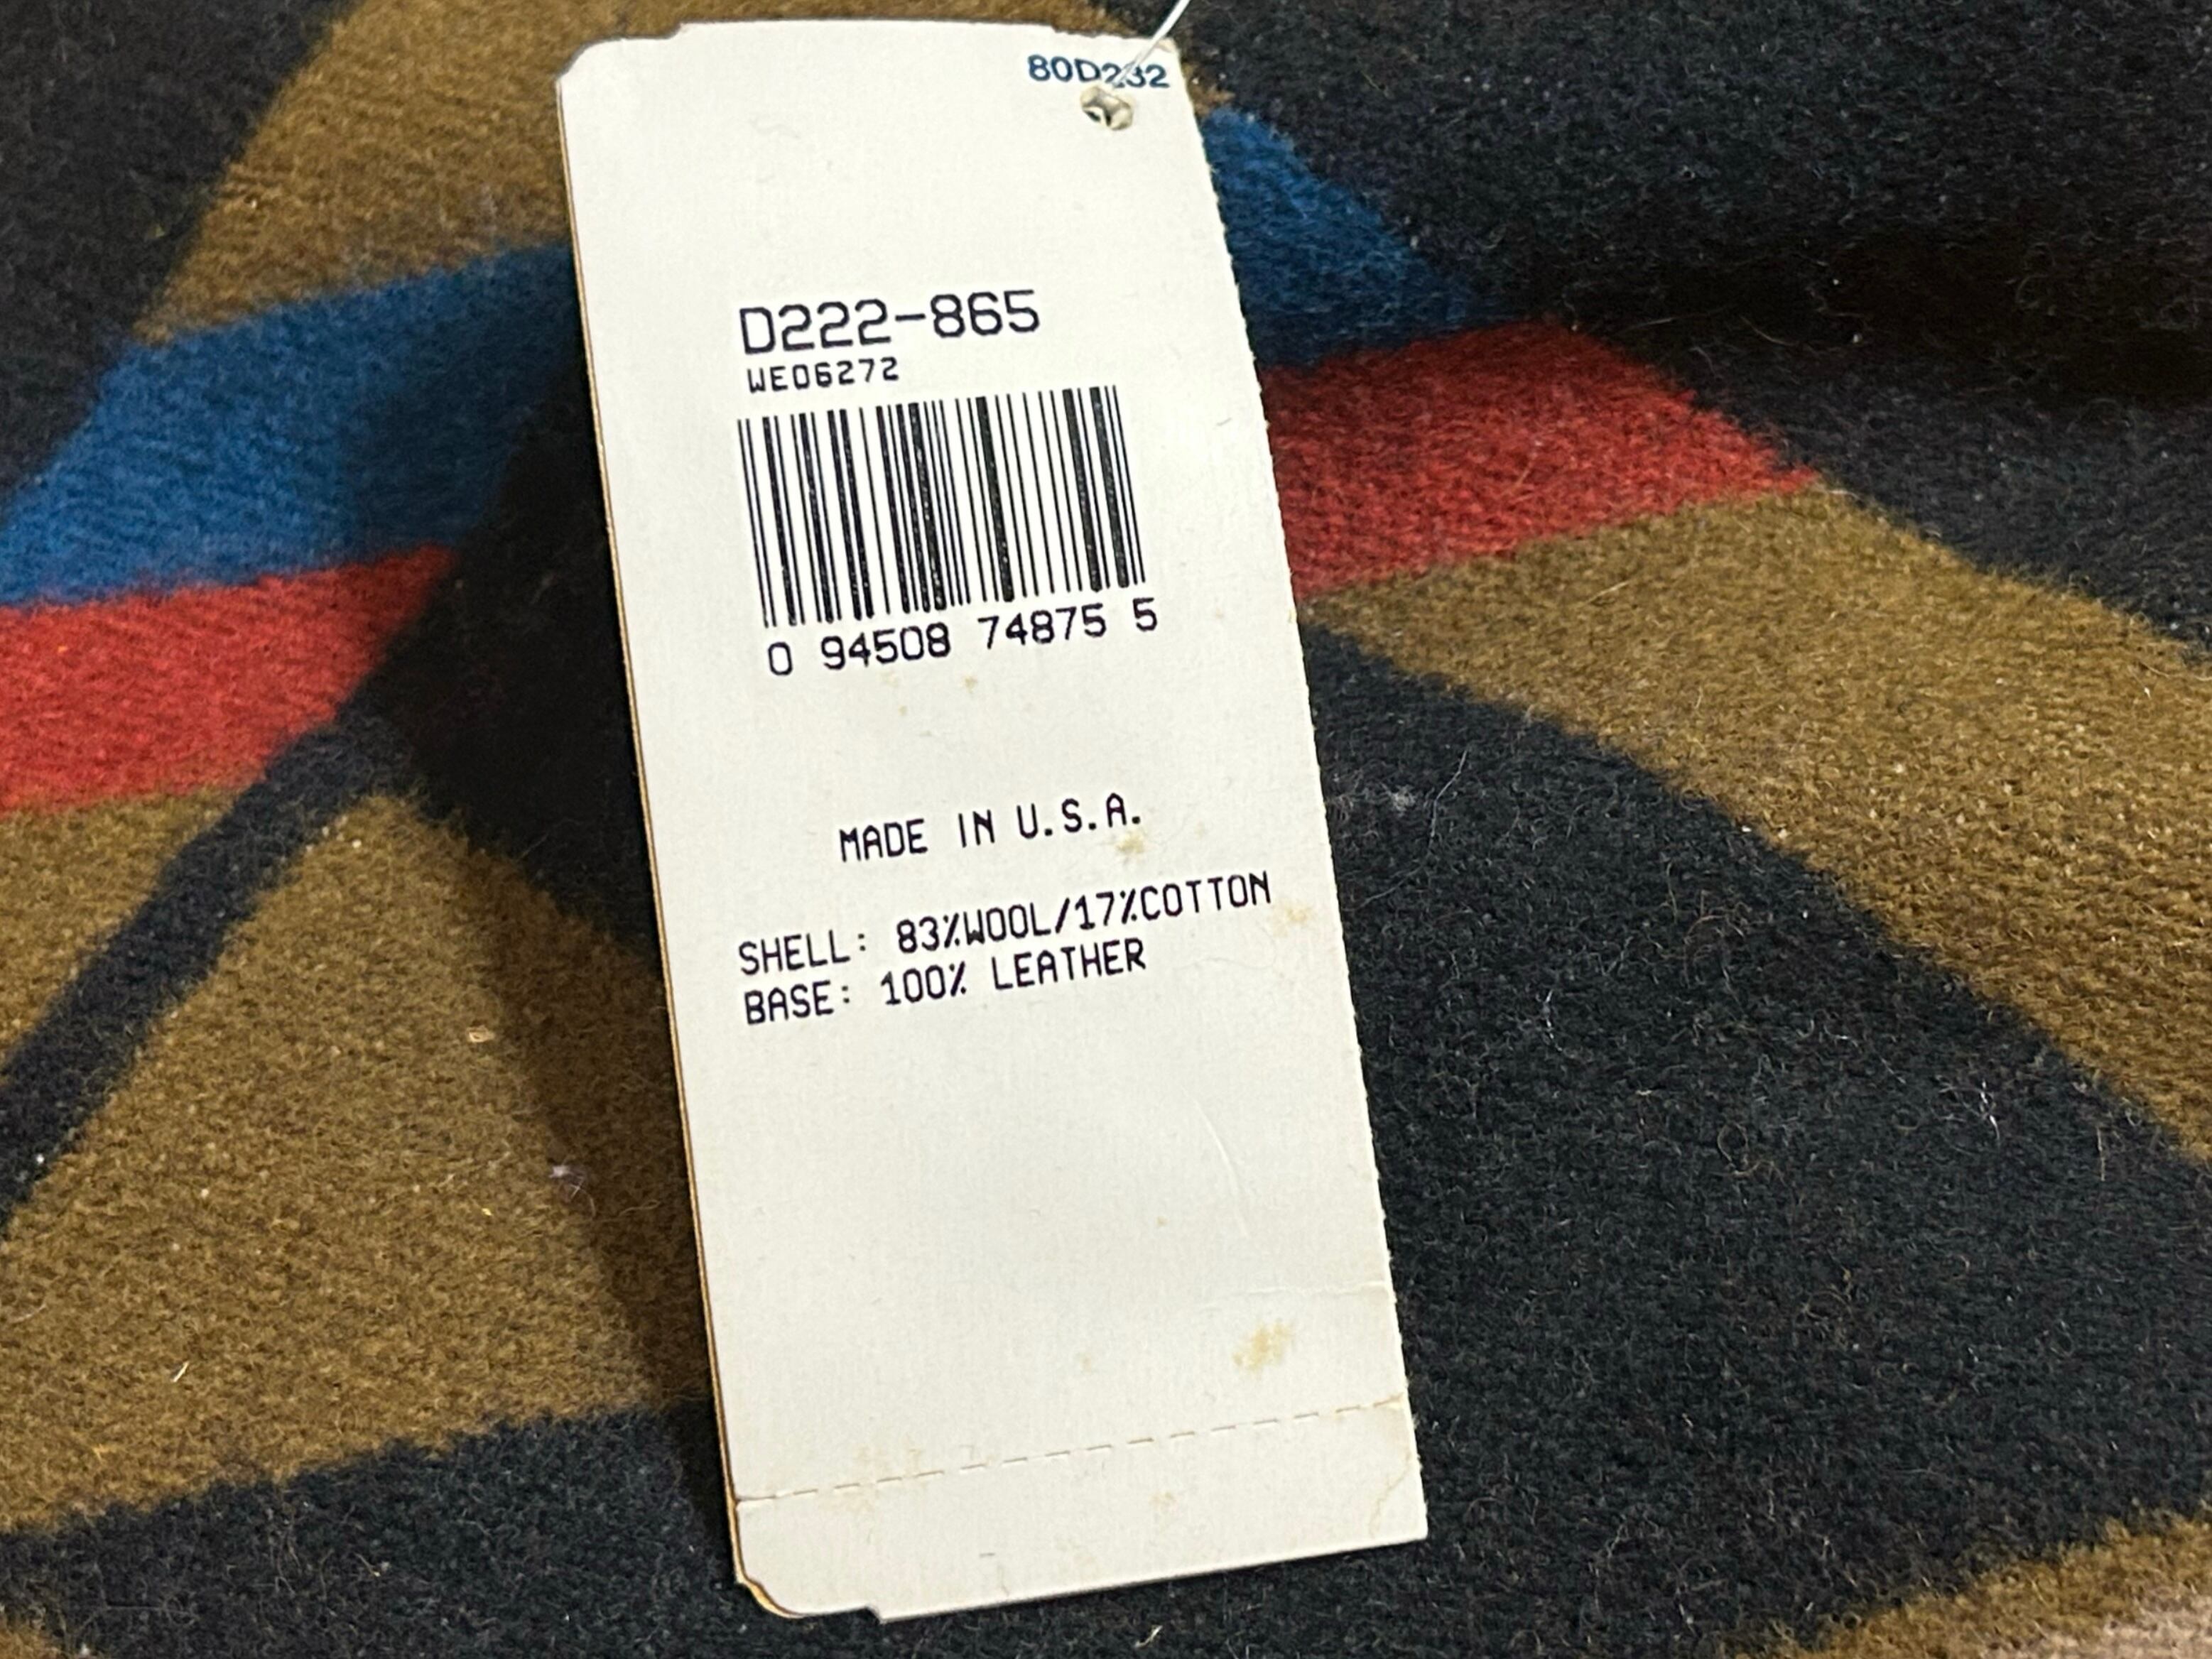 80D232
D222-865
WE06272
0 94508 74875 5
MADE IN U.S.A.
SHELL: 83%WOOL/17%COTTON
BASE: 100% LEATHER